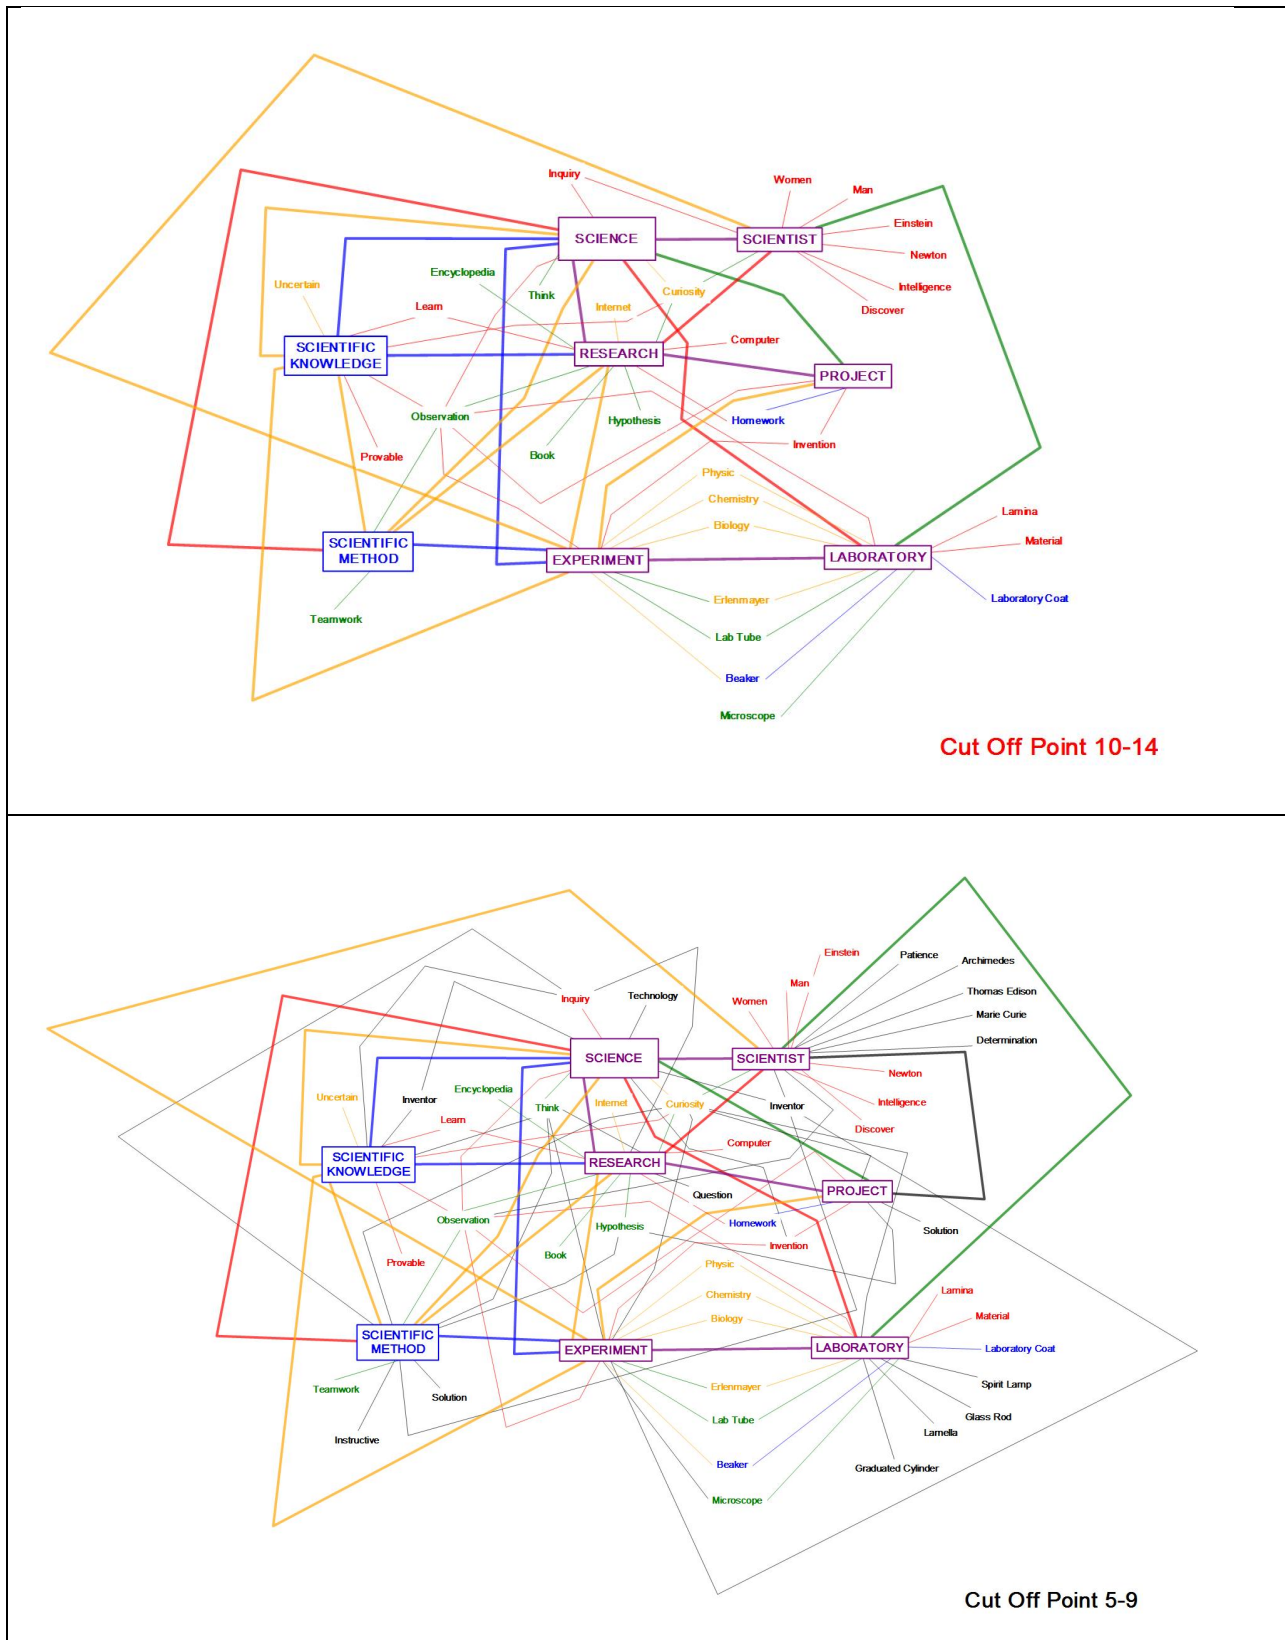 Inquiry
Women
Man
Einstein
SCIENCE
SCIENTIST
Newton
Encyclopedia
Uncertain
Think
Curiosity
Intelligence
Learn
Internet
Discover
Computer
SCIENTIFIC
KNOWLEDGE
RESEARCH
PROJECT
Observation
Hypothesis
Homework
Provable
Book
Invention
Physic
Chemistry
Biology
Lamina
Material
SCIENTIFIC
METHOD
EXPERIMENT
LABORATORY
Erlenmayer
Laboratory Coat
Teamwork
Lab Tube
Beaker
Microscope
Cut Off Point 10-14
Einstein
Patience
Archimedes
Man
Thomas Edison
Inquiry
Technology
Women
Marie Curie
Determination
SCIENCE
SCIENTIST
Newton
Encyclopedia
Uncertain
Inventor
Think
Internet
Curiosity
Inventor
Intelligence
Learn
Discover
Computer
SCIENTIFIC
KNOWLEDGE
RESEARCH
PROJECT
Question
Observation
Hypothesis
Homework
Solution
Provable
Book
Invention
Physic
Chemistry
Biology
Lamina
Material
SCIENTIFIC
METHOD
EXPERIMENT
LABORATORY
Laboratory Coat
Teamwork
Solution
Erlenmayer
Spirit Lamp
Lab Tube
Glass Rod
Lamella
Instructive
Beaker
Graduated Cylinder
Microscope
Cut Off Point 5-9